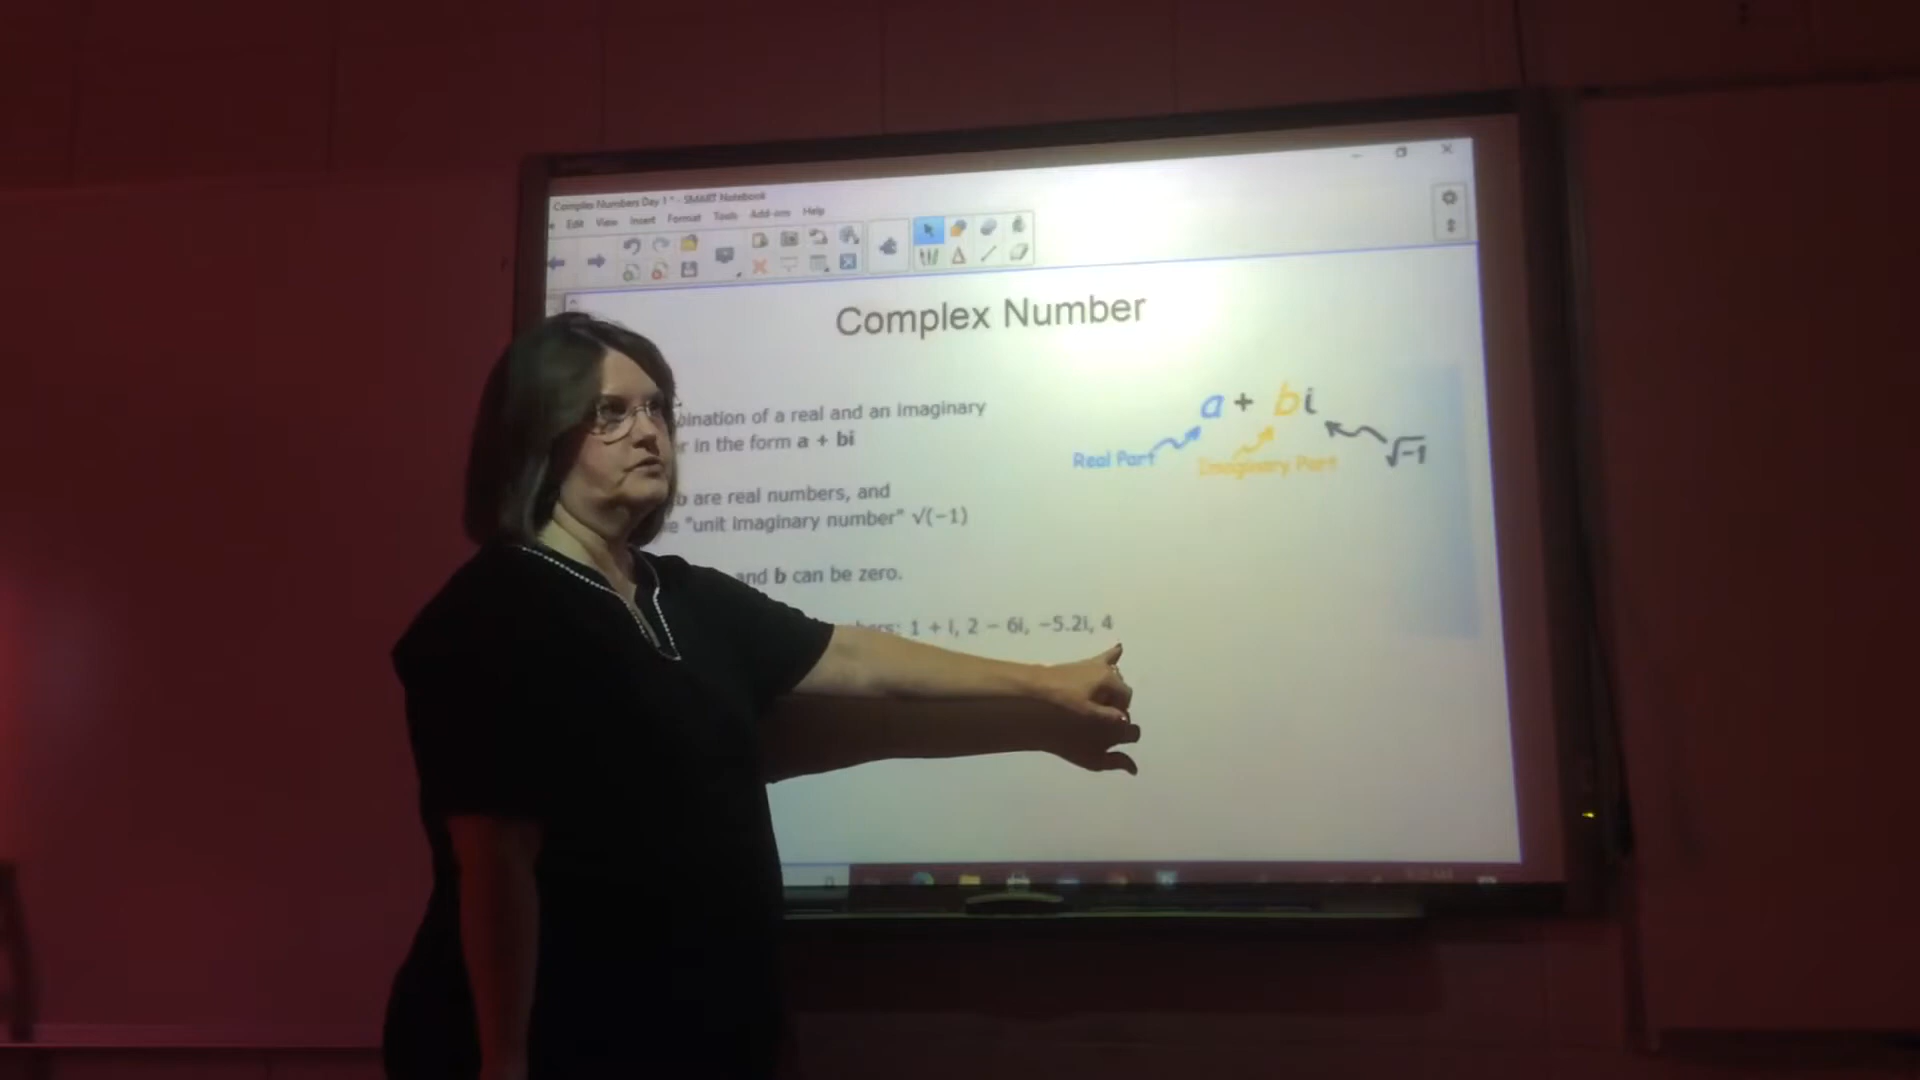 Complex Numbers Day 1 * - SMART Notebook
Edit View Insert Format Tools Add-ons Help
Complex Number
bination of a real and an imaginary
r in the form a + bi
b are real numbers, and
e "unit imaginary number" √(−1)
and b can be zero.
bers: 1 + i, 2 − 6i, −5.2i, 4
a + bi
Real Part
Imaginary Part
√−1